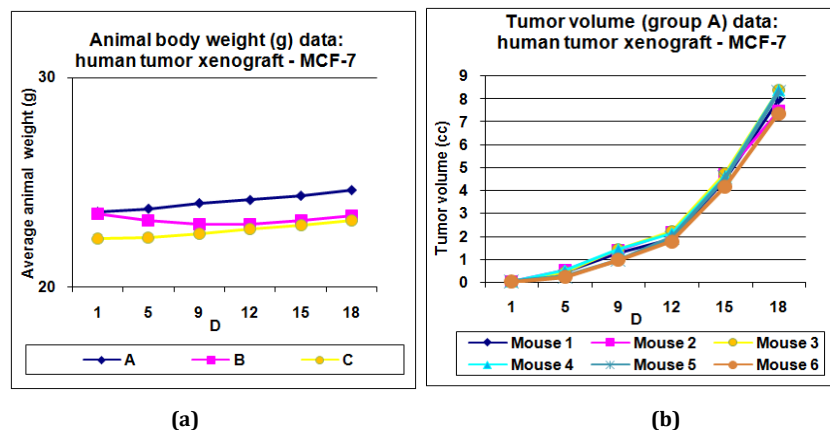 Animal body weight (g) data:
human tumor xenograft - MCF-7
30
20
Average animal weight (g)
1 5 9 12 15 18
D
A B C
(a)
Tumor volume (group A) data:
human tumor xenograft - MCF-7
9
8
7
6
5
4
3
2
1
0
Tumor volume (cc)
1 5 9 12 15 18
D
Mouse 1 Mouse 2 Mouse 3
Mouse 4 Mouse 5 Mouse 6
(b)